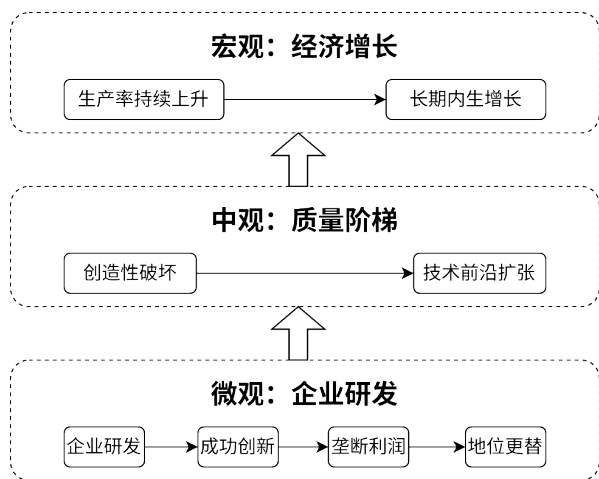 宏观：经济增长
生产率持续上升
长期内生增长
中观：质量阶梯
创造性破坏
技术前沿扩张
微观：企业研发
企业研发
成功创新
垄断利润
地位更替